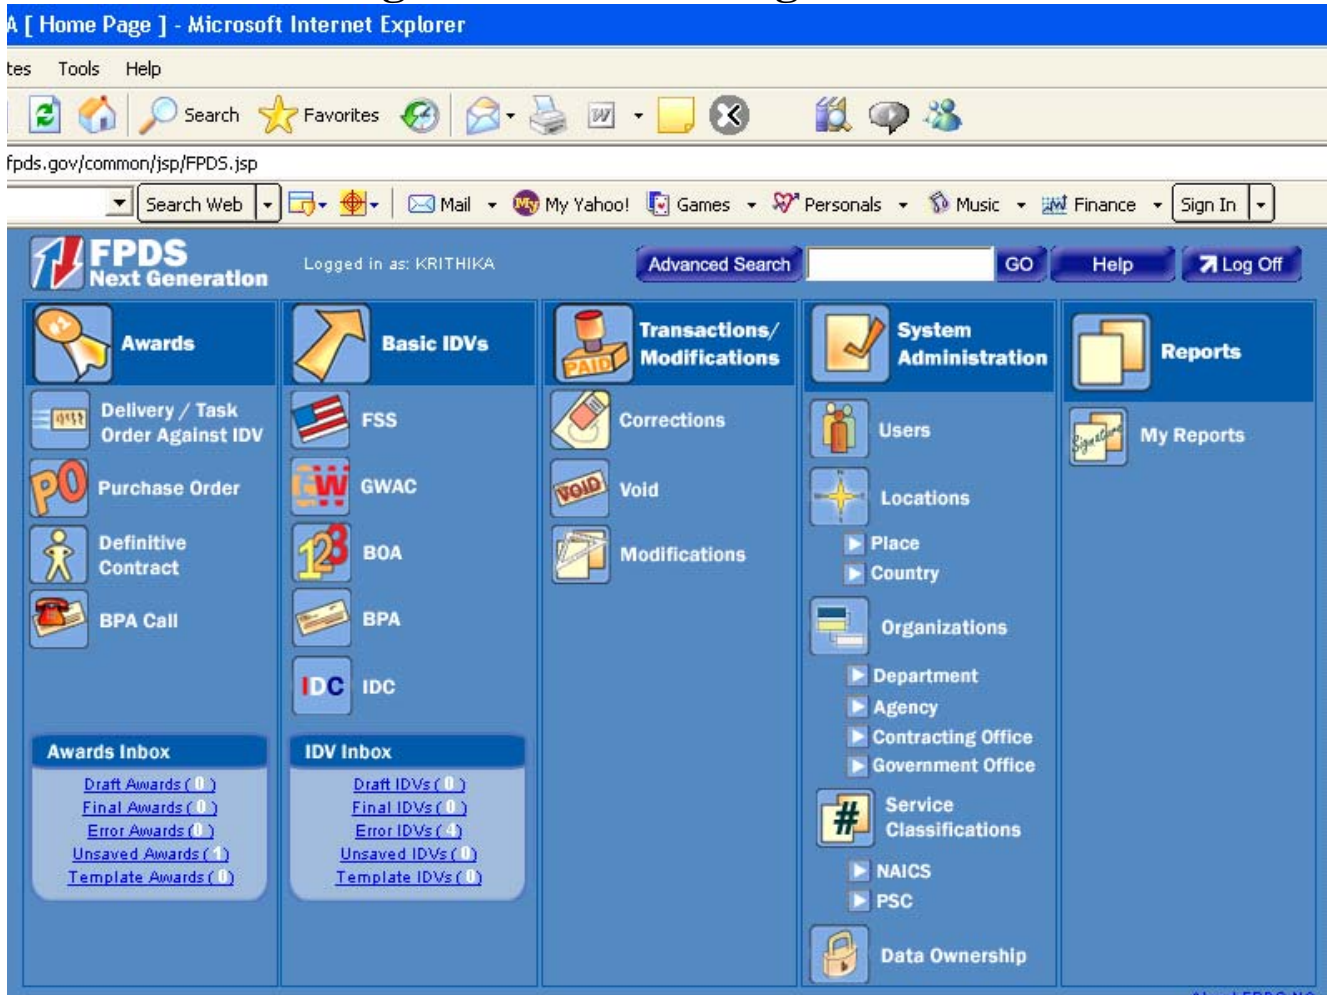 A [ Home Page ] - Microsoft Internet Explorer
tes Tools Help
Search Favorites
fpds.gov/common/jsp/FPDS.jsp
Search Web Mail My Yahoo! Games Personals Music Finance Sign In
FPDS
Next Generation
Logged in as: KRITHIKA
Advanced Search GO Help Log Off
Awards
Delivery / Task
Order Against IDV
PO Purchase Order
Definitive
Contract
BPA Call
Awards Inbox
Draft Awards ( 0 )
Final Awards ( 0 )
Error Awards ( 0 )
Unsaved Awards ( 1 )
Template Awards ( 0 )
Basic IDVs
FSS
GWAC
123 BOA
BPA
IDC IDC
IDV Inbox
Draft IDVs ( 0 )
Final IDVs ( 0 )
Error IDVs ( 4 )
Unsaved IDVs ( 0 )
Template IDVs ( 0 )
PAID
Transactions/
Modifications
Corrections
VOID Void
Modifications
System
Administration
Users
Locations
Place
Country
Organizations
Department
Agency
Contracting Office
Government Office
# Service
Classifications
NAICS
PSC
Data Ownership
Reports
Signature My Reports